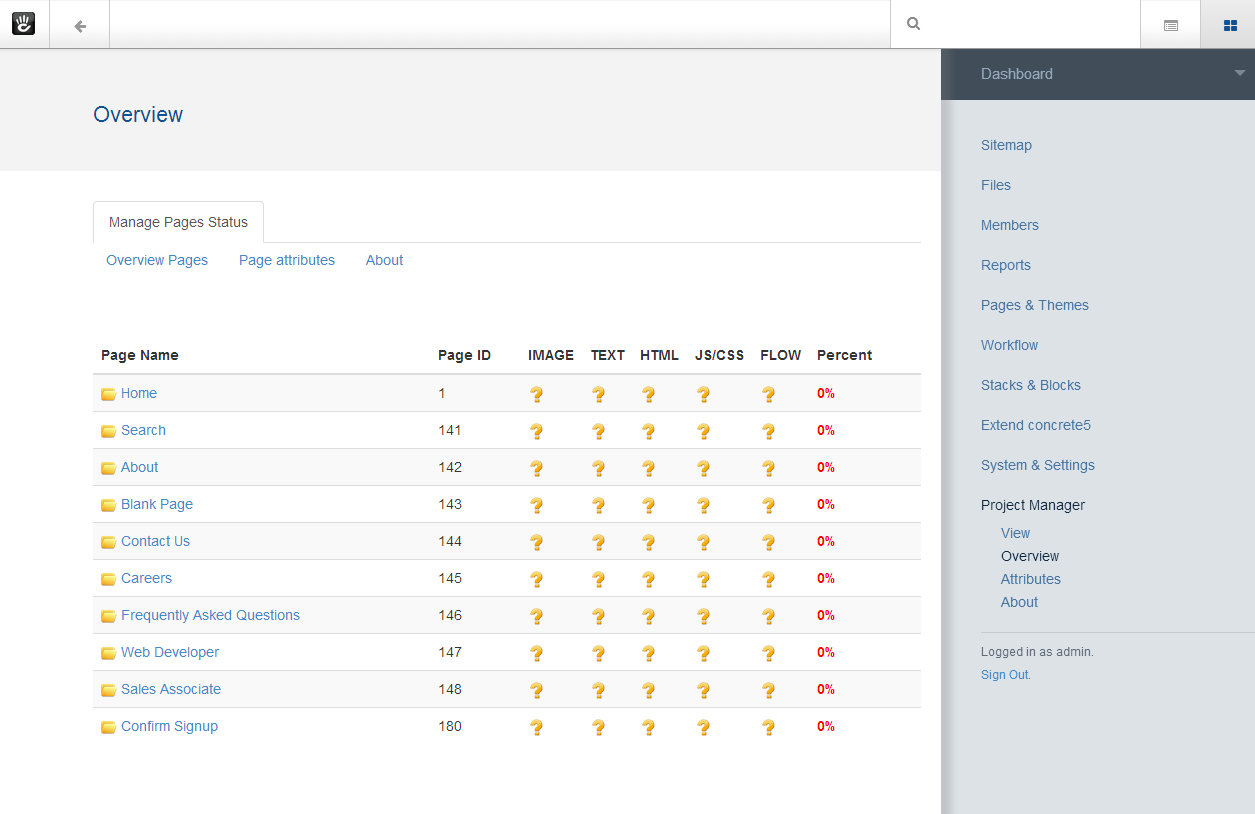 Dashboard
Overview
Manage Pages Status
Overview Pages Page attributes About
Page Name Page ID IMAGE TEXT HTML JS/CSS FLOW Percent
Home 1 0%
Search 141 0%
About 142 0%
Blank Page 143 0%
Contact Us 144 0%
Careers 145 0%
Frequently Asked Questions 146 0%
Web Developer 147 0%
Sales Associate 148 0%
Confirm Signup 180 0%
Sitemap
Files
Members
Reports
Pages & Themes
Workflow
Stacks & Blocks
Extend concrete5
System & Settings
Project Manager
View
Overview
Attributes
About
Logged in as admin.
Sign Out.